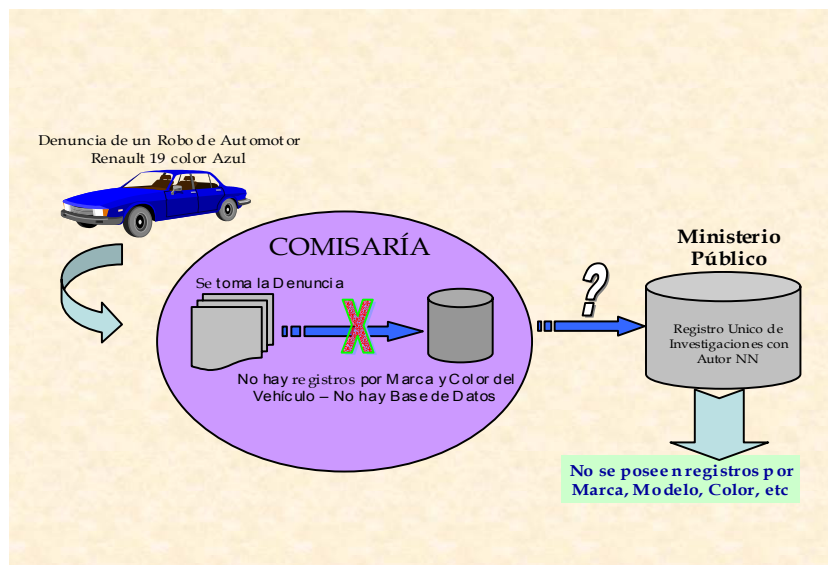 Denuncia de un Robo de Automotor
Renault 19 color Azul
COMISARÍA
Se toma la Denuncia
X
No hay registros por Marca y Color del
Vehículo – No hay Base de Datos
?
Ministerio
Público
Registro Unico de
Investigaciones con
Autor NN
No se poseen registros por
Marca, Modelo, Color, etc